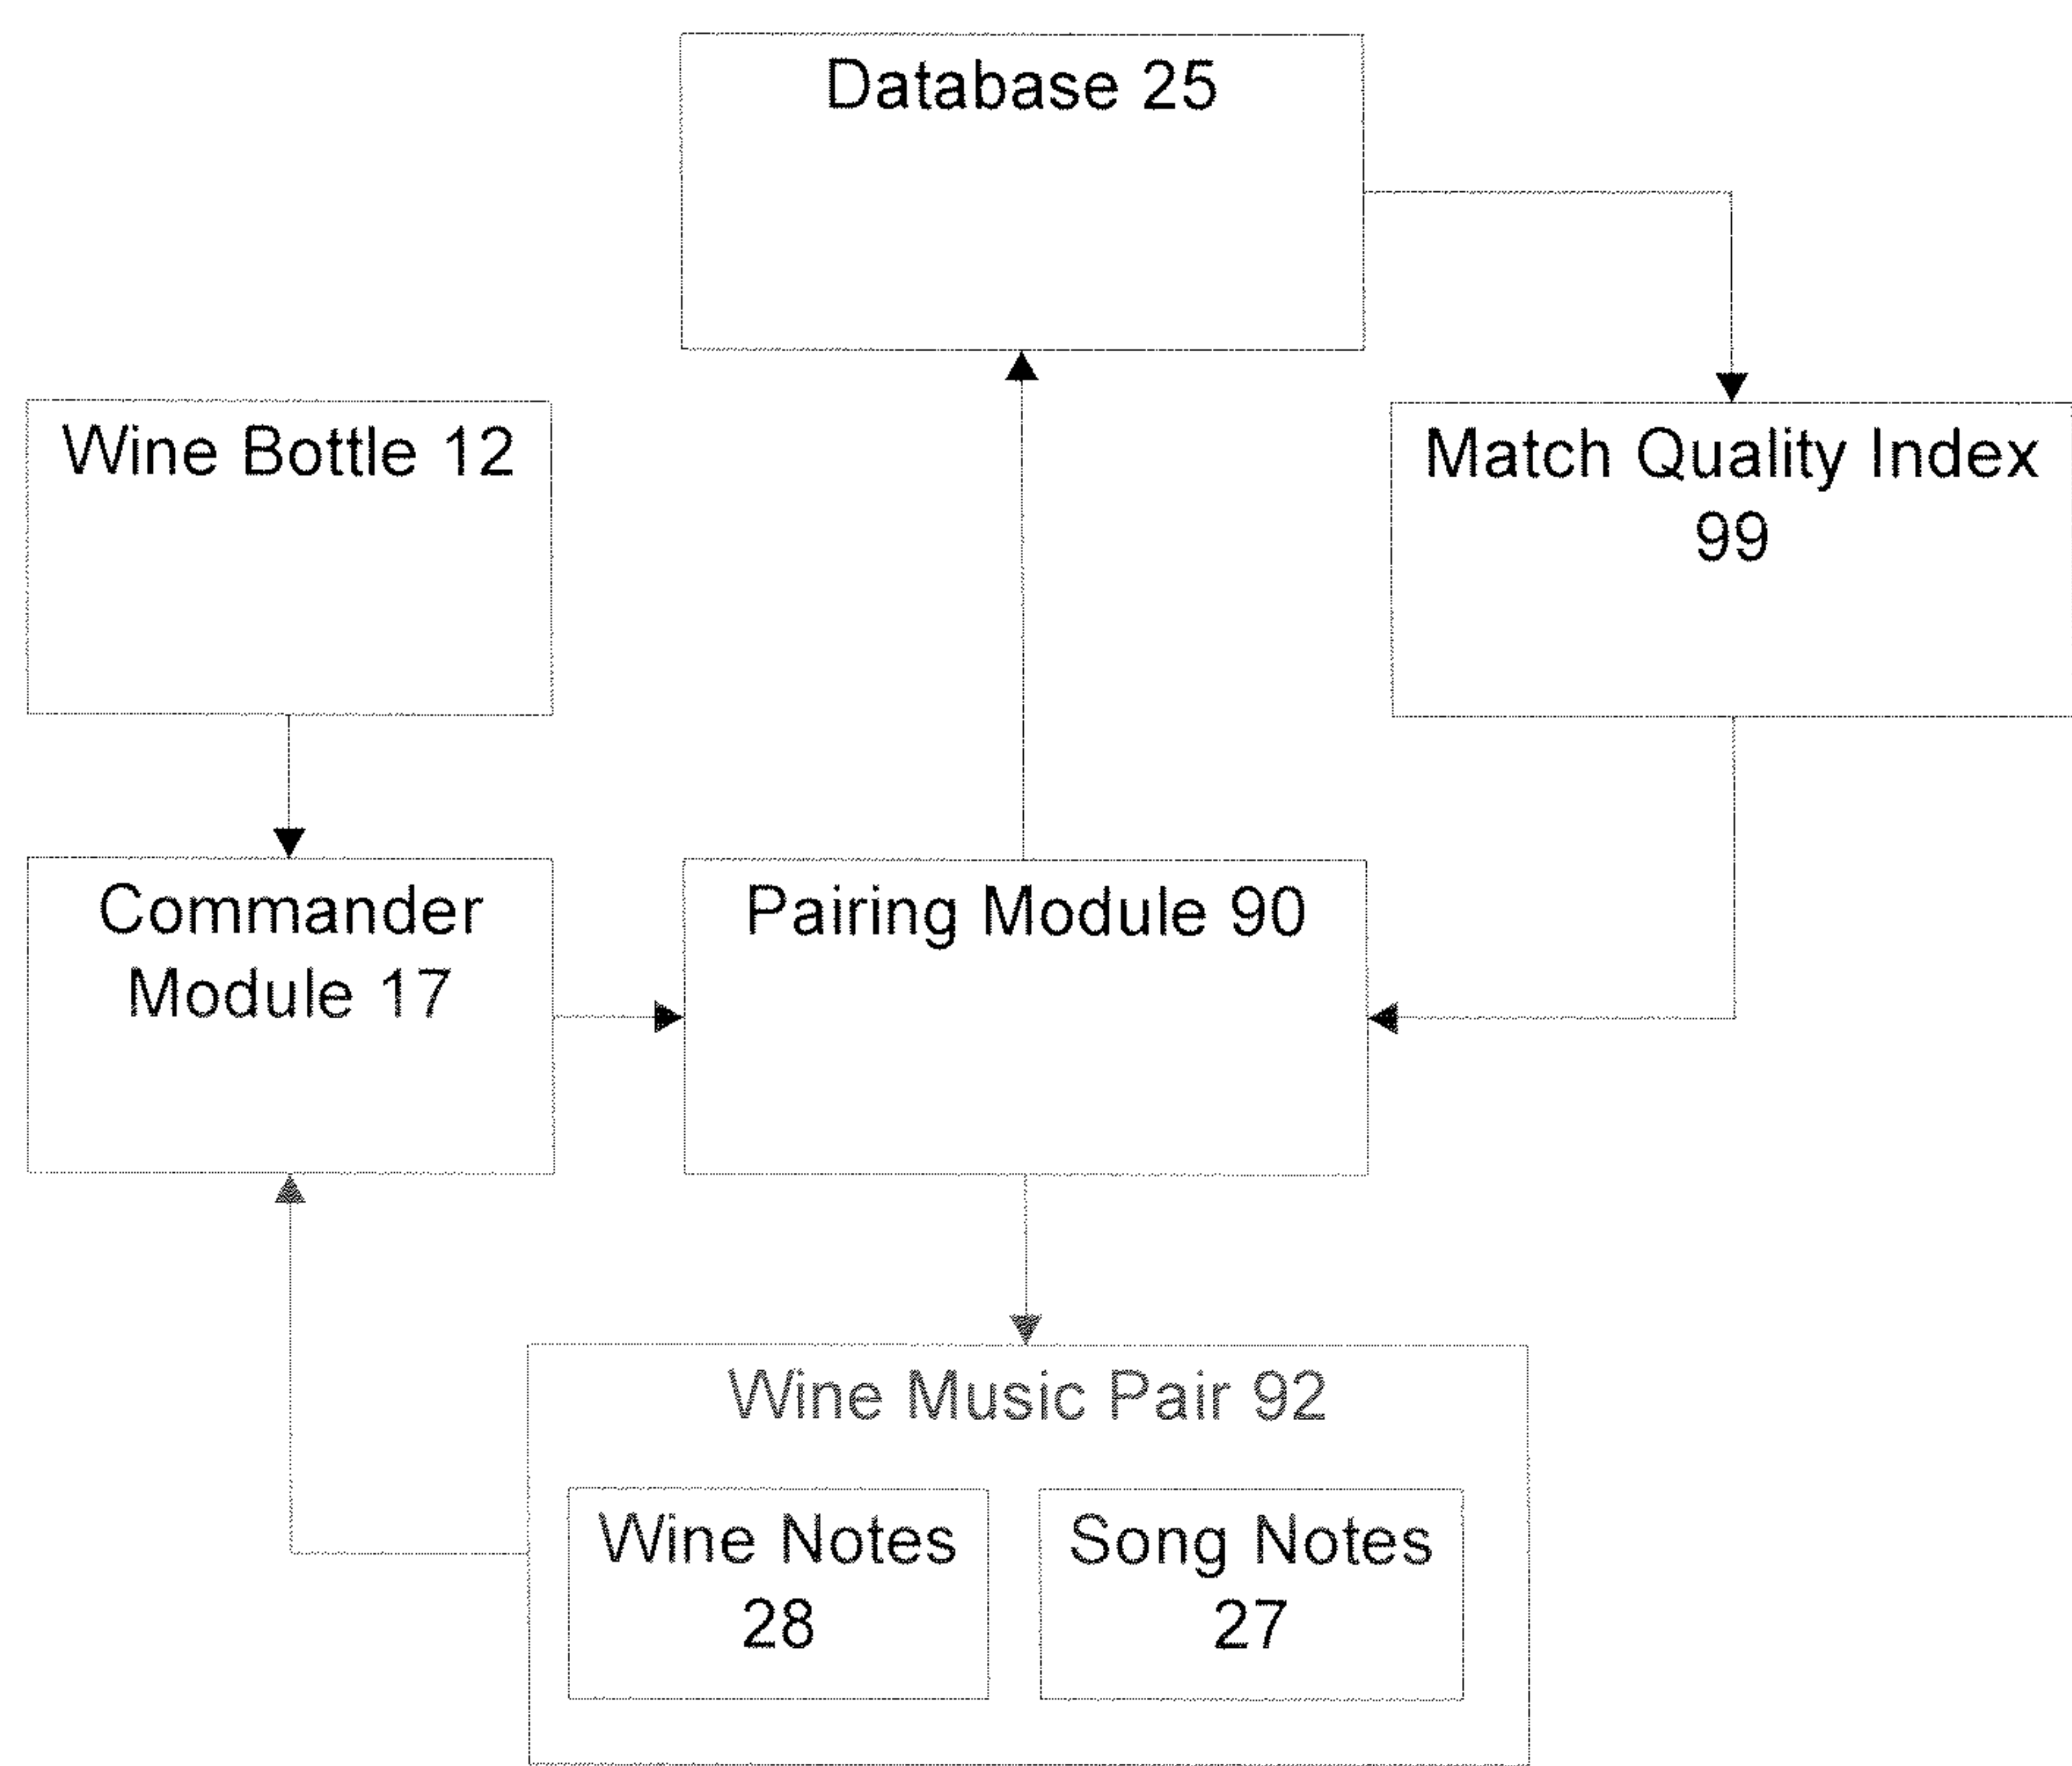 Database 25
Wine Bottle 12
Match Quality Index
99
Commander
Module 17
Pairing Module 90
Wine Music Pair 92
Wine Notes
28
Song Notes
27